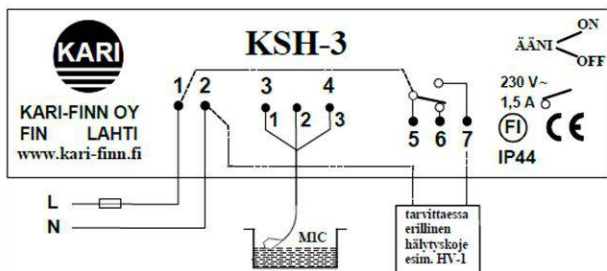 KARI
KARI-FINN OY
FIN LAHTI
www.kari-finn.fi
KSH-3
ÄÄNI ON
OFF
230 V~
1,5 A
FI CE
IP44
1 2 3 4
1 2 3
5 6 7
L
N
MIC
tarvittaessa
erillinen
hälytyskoje
esim. HV-1